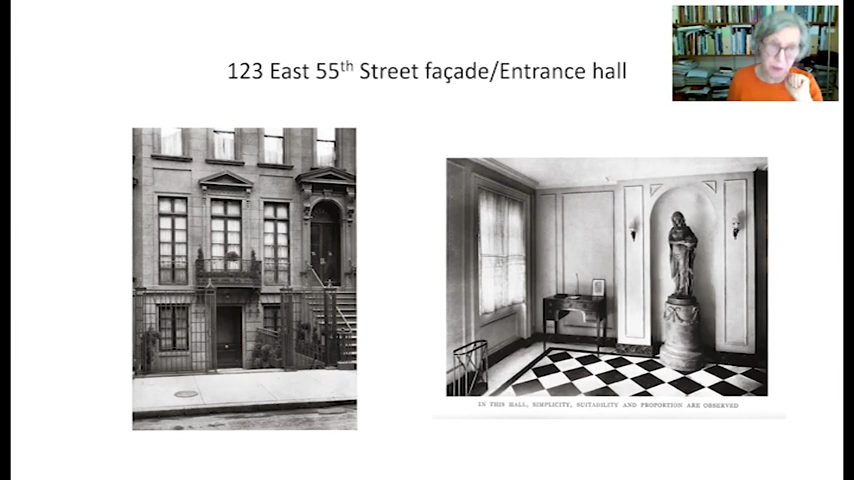 123 East 55th Street façade/Entrance hall
IN THIS HALL, SIMPLICITY, SUITABILITY AND PROPORTION ARE OBSERVED